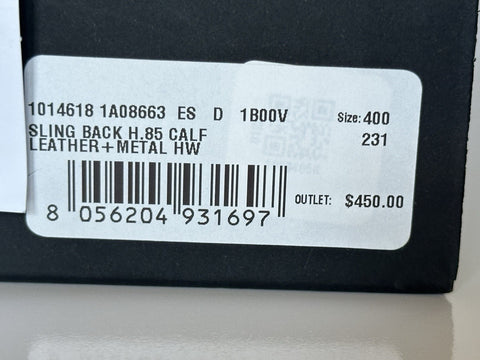 1014618 1A08663 ES D 1B00V Size: 400
SLING BACK H.85 CALF 231
LEATHER+METAL HW
8 056204 931697
OUTLET: $450.00